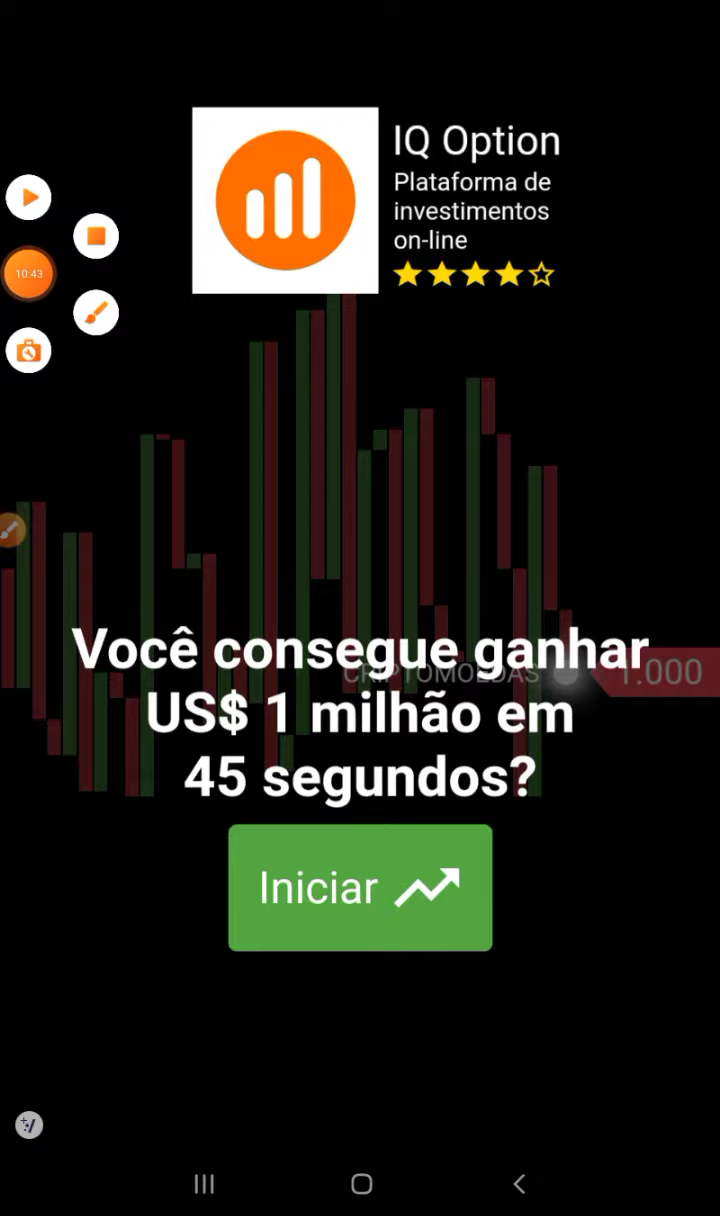 IQ Option
Plataforma de
investimentos
on-line
10:43
Você consegue ganhar
CRIPTOMOEDAS
1.000
US$ 1 milhão em
45 segundos?
Iniciar